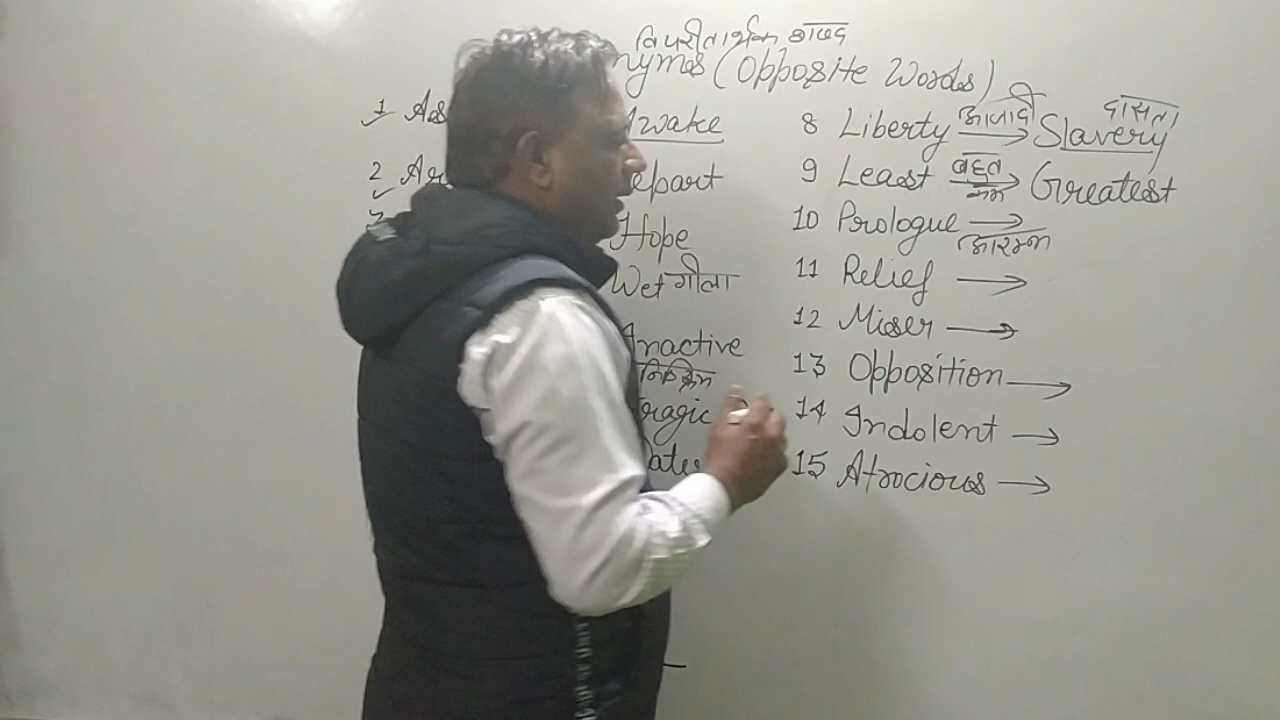 विपरीतार्थक शब्द
nyms (Opposite Words)
1 As
Awake
2 Ar
epart
Hope
Wet गीला
Inactive
निष्क्रिय
ragic
8 Liberty आजादी → Slavery दासता
9 Least बहुत कम → Greatest
10 Prologue →
आरम्भ
11 Relief →
12 Miser →
13 Opposition →
14 Indolent →
15 Atrocious →